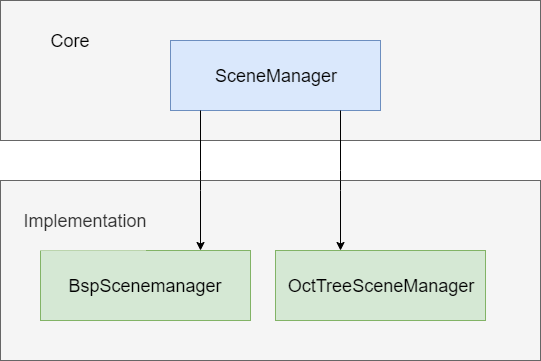 Core
SceneManager
Implementation
BspScenemanager
OctTreeSceneManager